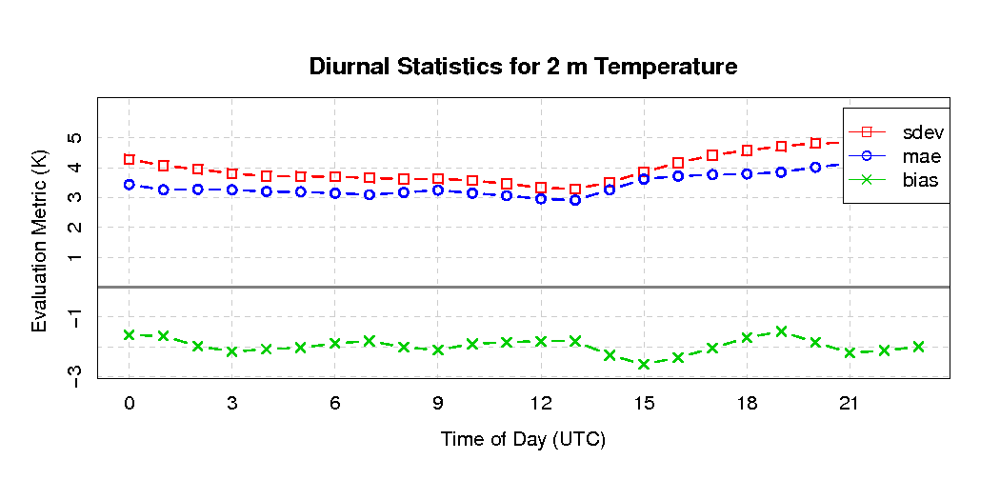 Diurnal Statistics for 2 m Temperature
Evaluation Metric (K)
5
4
3
2
1
−1
−3
sdev
mae
bias
0 3 6 9 12 15 18 21
Time of Day (UTC)